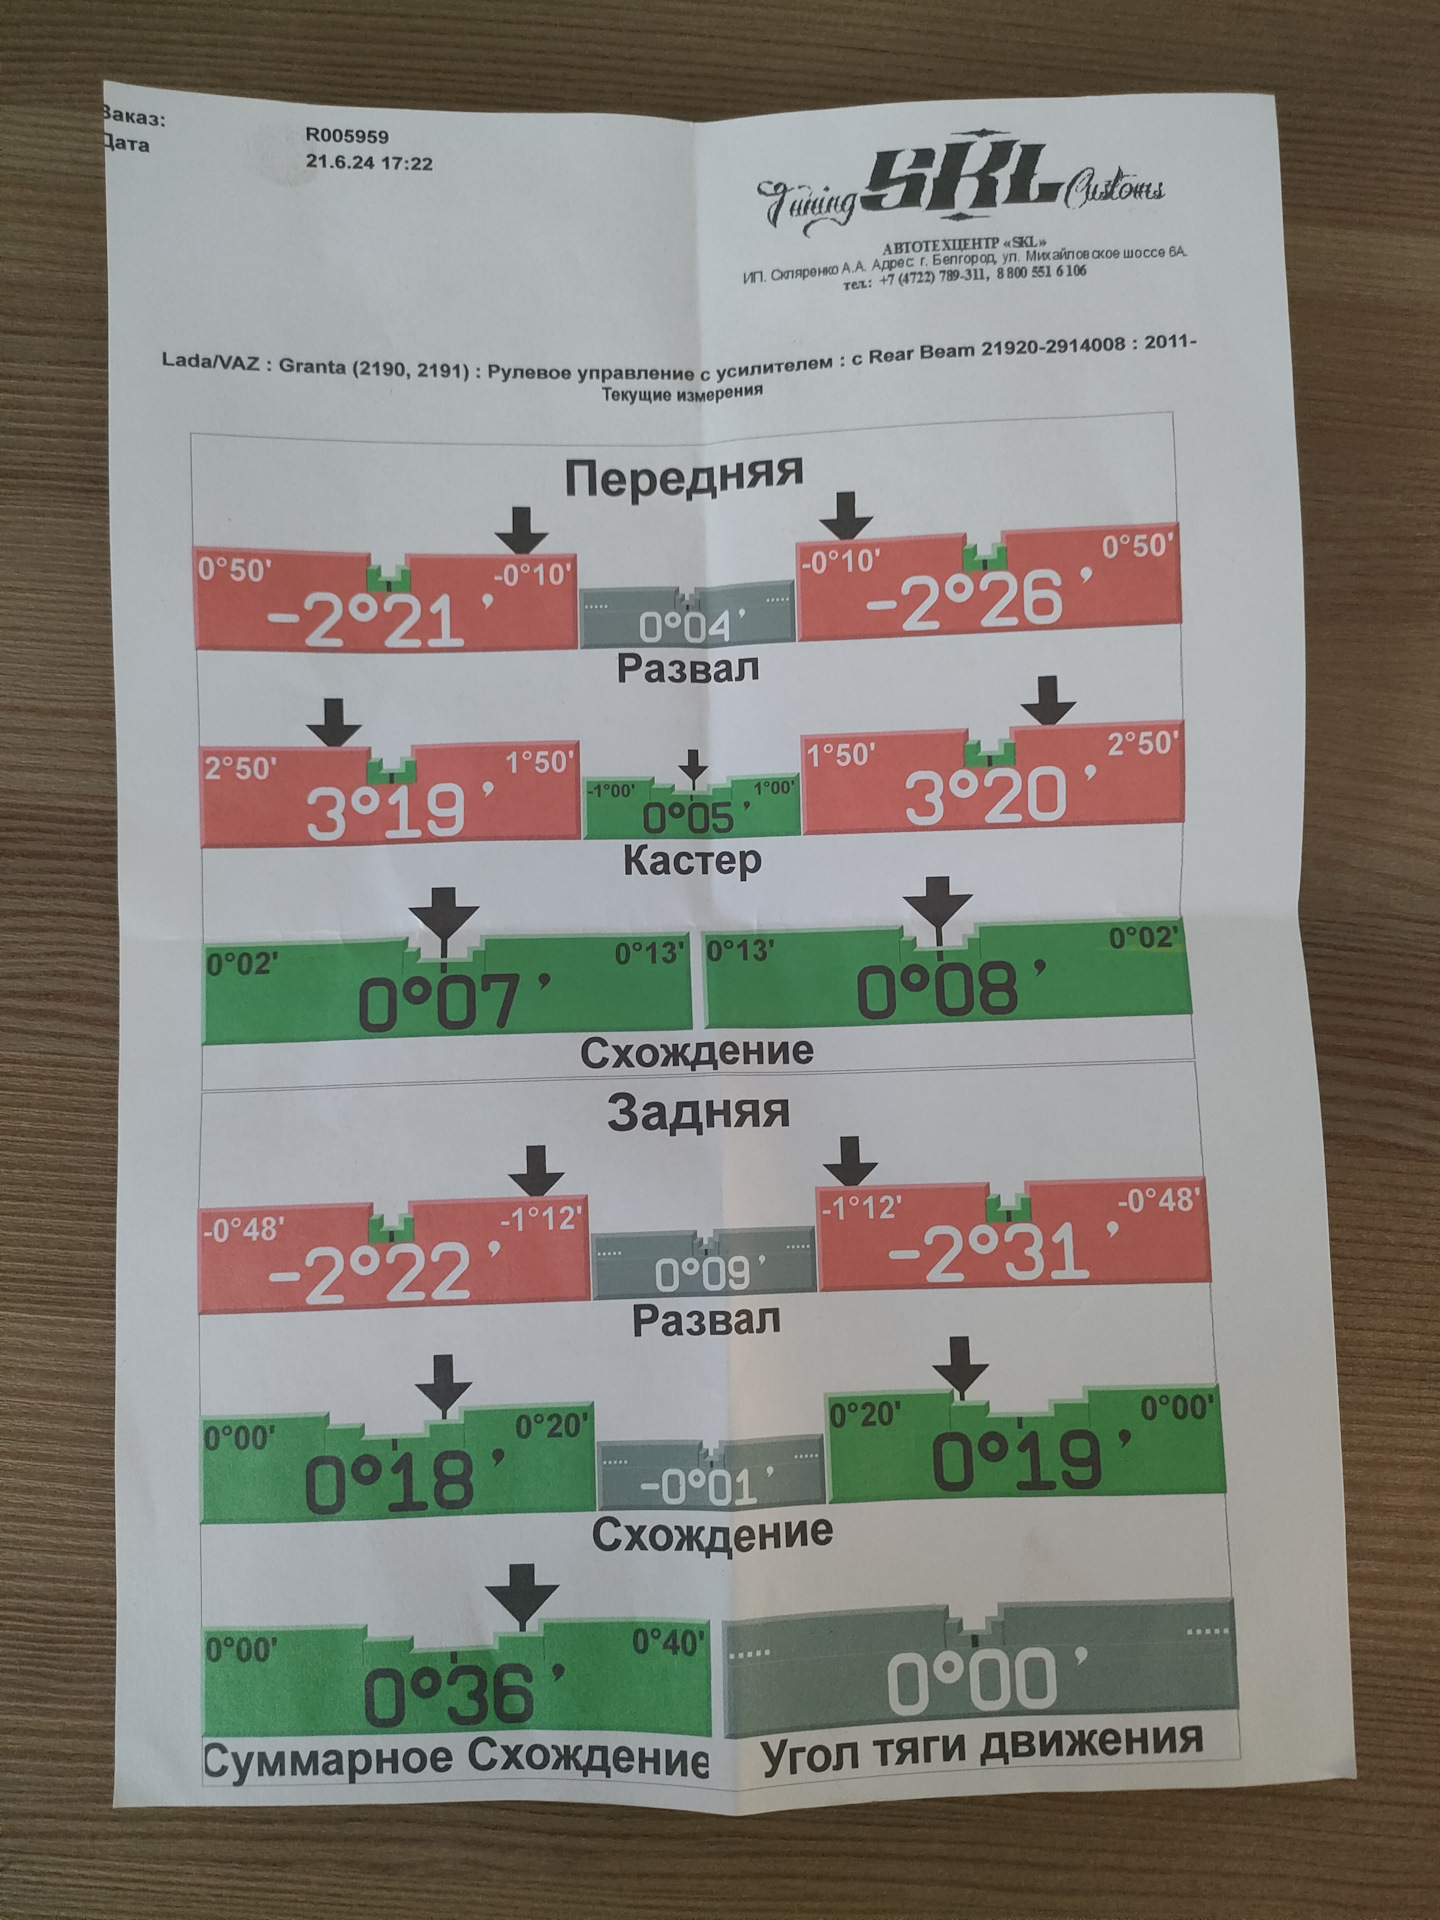 Заказ: R005959
Дата 21.6.24 17:22
Tuning SKL Customs
АВТОТЕХЦЕНТР «SKL»
ИП. Скляренко А.А. Адрес: г. Белгород, ул. Михайловское шоссе 6А.
тел.: +7 (4722) 789-311, 8 800 551 6 106
Lada/VAZ : Granta (2190, 2191) : Рулевое управление с усилителем : с Rear Beam 21920-2914008 : 2011-
Текущие измерения
Передняя
0°50' -0°10' -0°10' 0°50'
-2°21' 0°04' -2°26'
Развал
2°50' 1°50' -1°00' 1°00' 1°50' 2°50'
3°19' 0°05' 3°20'
Кастер
0°02' 0°13' 0°13' 0°02'
0°07' 0°08'
Схождение
Задняя
-0°48' -1°12' -1°12' -0°48'
-2°22' 0°09' -2°31'
Развал
0°00' 0°20' 0°20' 0°00'
0°18' -0°01' 0°19'
Схождение
0°00' 0°40'
0°36' 0°00'
Суммарное Схождение Угол тяги движения